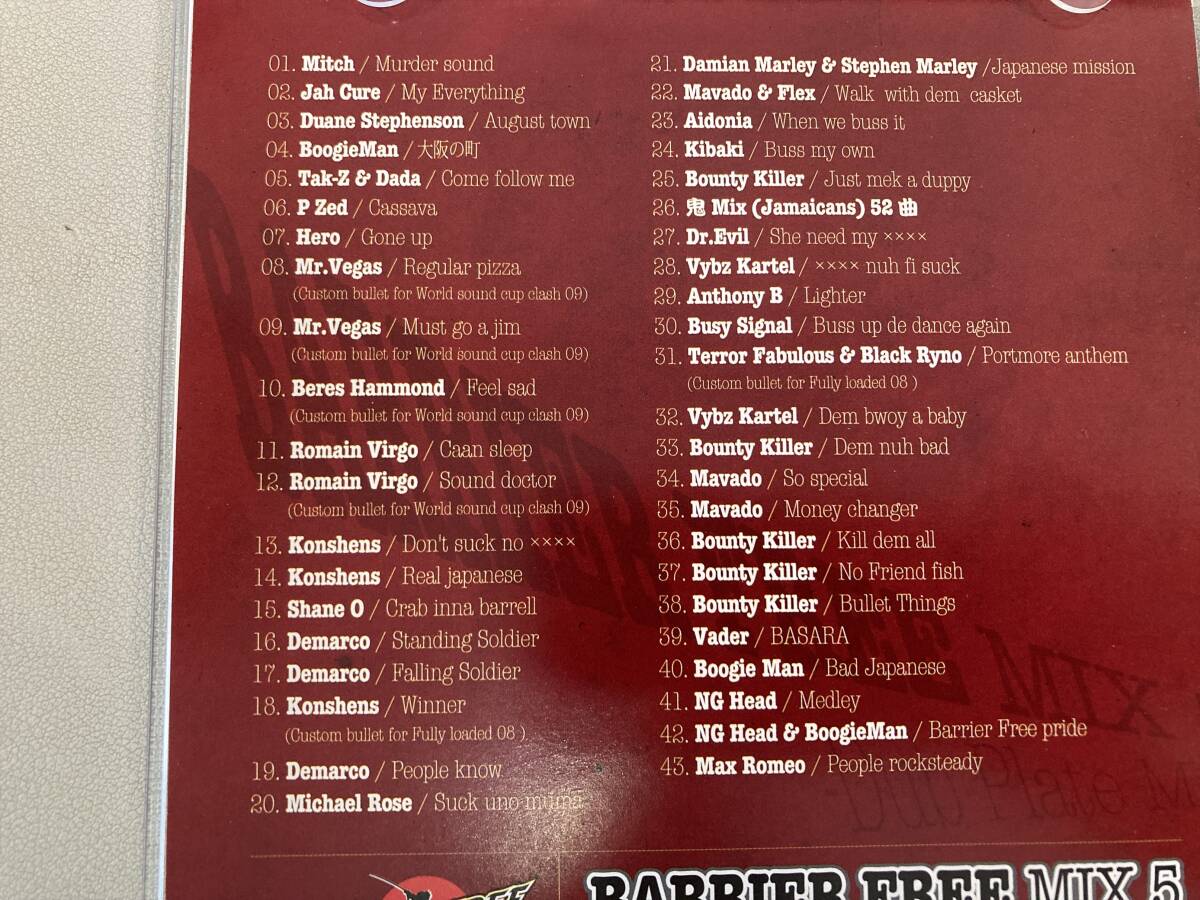 01. Mitch / Murder sound
02. Jah Cure / My Everything
03. Duane Stephenson / August town
04. BoogieMan / 大阪の町
05. Tak-Z & Dada / Come follow me
06. P Zed / Cassava
07. Hero / Gone up
08. Mr.Vegas / Regular pizza
(Custom bullet for World sound cup clash 09)
09. Mr.Vegas / Must go a jim
(Custom bullet for World sound cup clash 09)
10. Beres Hammond / Feel sad
(Custom bullet for World sound cup clash 09)
11. Romain Virgo / Caan sleep
12. Romain Virgo / Sound doctor
(Custom bullet for World sound cup clash 09)
13. Konshens / Don't suck no ××××
14. Konshens / Real japanese
15. Shane O / Crab inna barrell
16. Demarco / Standing Soldier
17. Demarco / Falling Soldier
18. Konshens / Winner
(Custom bullet for Fully loaded 08 )
19. Demarco / People know
20. Michael Rose / Suck uno muma
21. Damian Marley & Stephen Marley /Japanese mission
22. Mavado & Flex / Walk with dem casket
23. Aidonia / When we buss it
24. Kibaki / Buss my own
25. Bounty Killer / Just mek a duppy
26. 鬼 Mix (Jamaicans) 52 曲
27. Dr.Evil / She need my ××××
28. Vybz Kartel / ×××× nuh fi suck
29. Anthony B / Lighter
30. Busy Signal / Buss up de dance again
31. Terror Fabulous & Black Ryno / Portmore anthem
(Custom bullet for Fully loaded 08 )
32. Vybz Kartel / Dem bwoy a baby
33. Bounty Killer / Dem nuh bad
34. Mavado / So special
35. Mavado / Money changer
36. Bounty Killer / Kill dem all
37. Bounty Killer / No Friend fish
38. Bounty Killer / Bullet Things
39. Vader / BASARA
40. Boogie Man / Bad Japanese
41. NG Head / Medley
42. NG Head & BoogieMan / Barrier Free pride
43. Max Romeo / People rocksteady
BARRIER FREE MIX 5